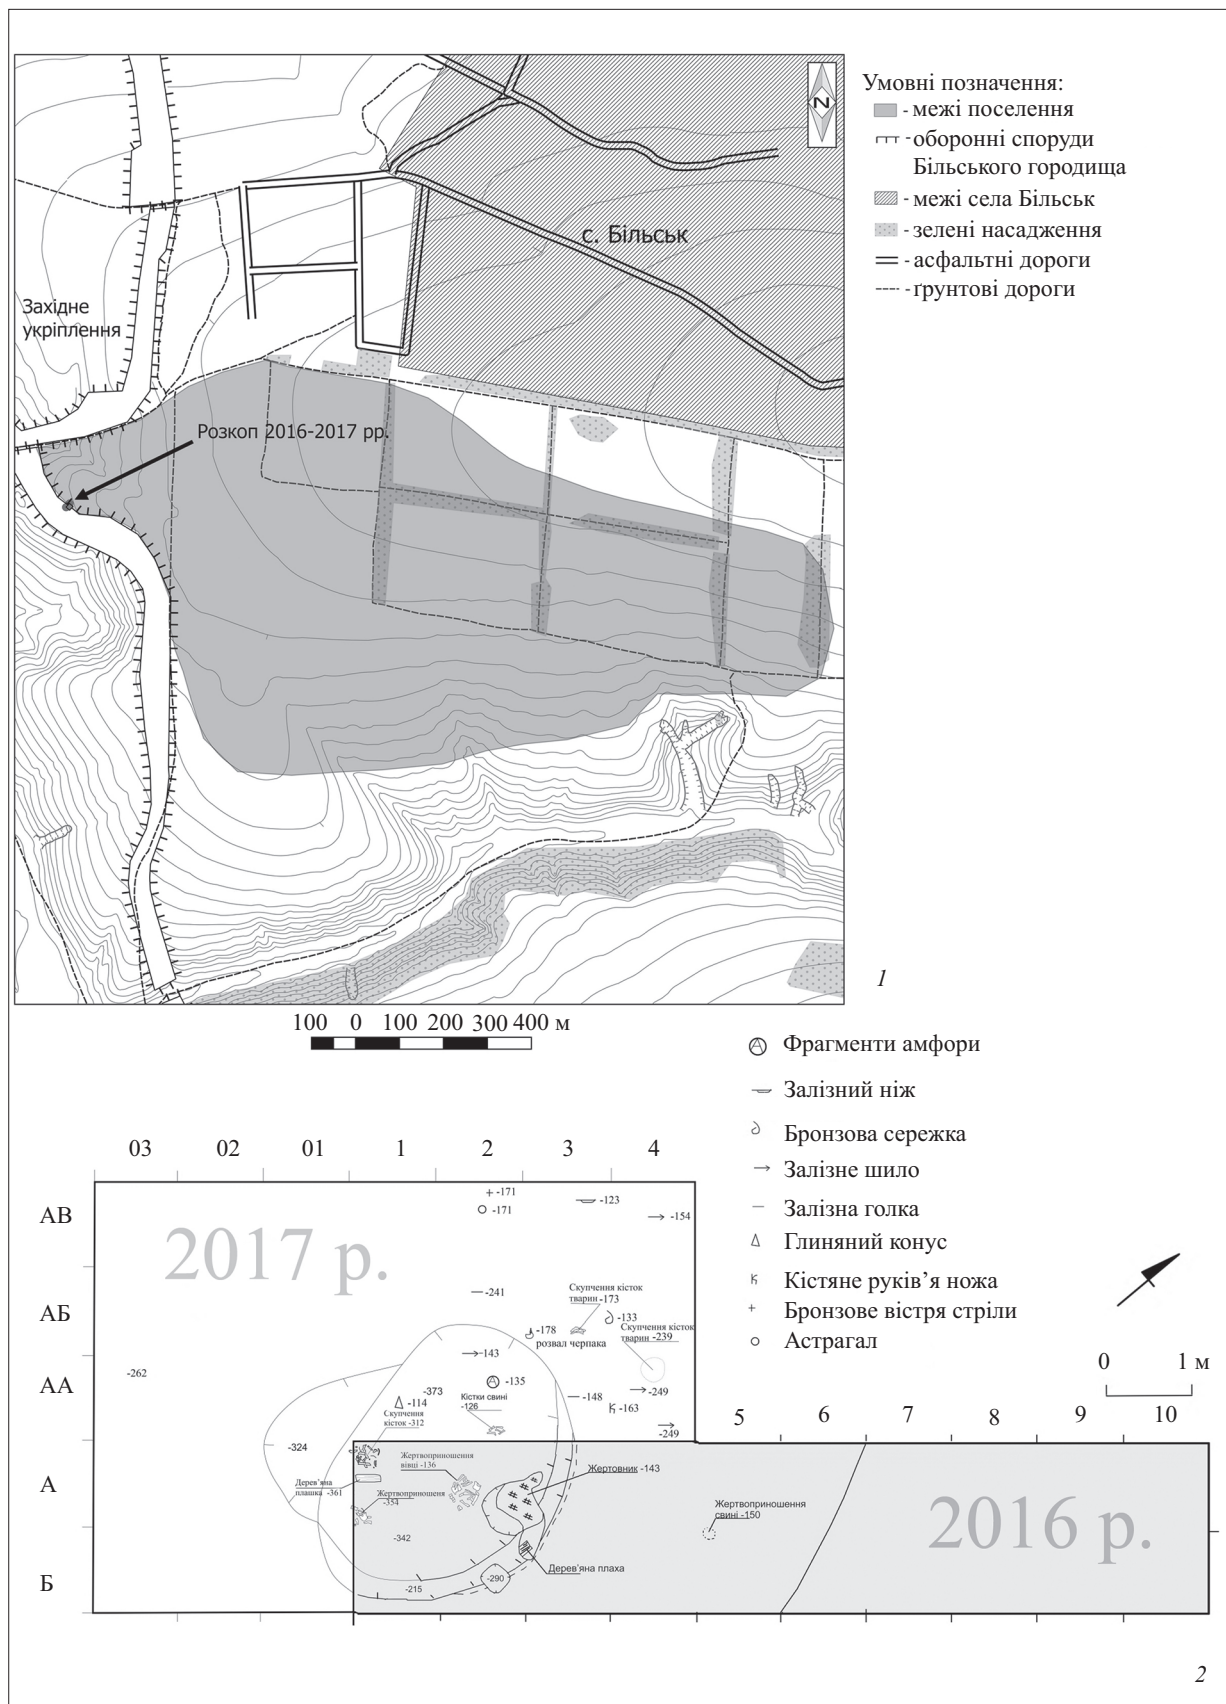 Умовні позначення:
- межі поселення
- оборонні споруди
Більського городища
- межі села Більськ
- зелені насадження
- асфальтні дороги
- ґрунтові дороги
N
с. Більськ
Західне
укріплення
Розкоп 2016-2017 рр.
1
100 0 100 200 300 400 м
А Фрагменти амфори
Залізний ніж
Бронзова сережка
Залізне шило
Залізна голка
Глиняний конус
Кістяне руків'я ножа
Бронзове вістря стріли
Астрагал
0 1 м
03 02 01 1 2 3 4
АВ
2017 р.
-171
-171
-123
-154
АБ
-241
Скупчення кісток
тварин -173
-133
-178
розвал черпака
Скупчення кісток
тварин -239
АА
-262
-143
-373
А -135
-114
Кістки свині
-126
-148
-249
-163
-249
Скупчення
кісток -312
5 6 7 8 9 10
А
-324
Жертвоприношення
вівці -136
Жертовник -143
Дерев'яна
плашка -361
Жертвоприношеня
-354
Жертвоприношення
свині -150
2016 р.
-342
Дерев'яна плаха
Б
-215
-290
2